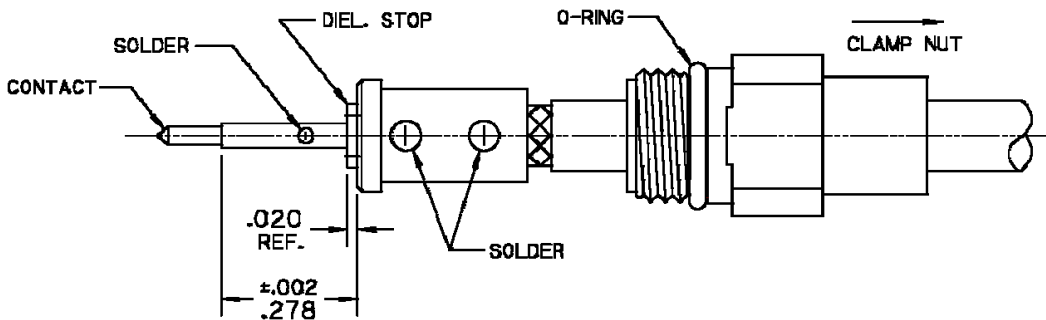 DIEL. STOP
O-RING
SOLDER
CLAMP NUT
CONTACT
.020
REF.
SOLDER
±.002
.278